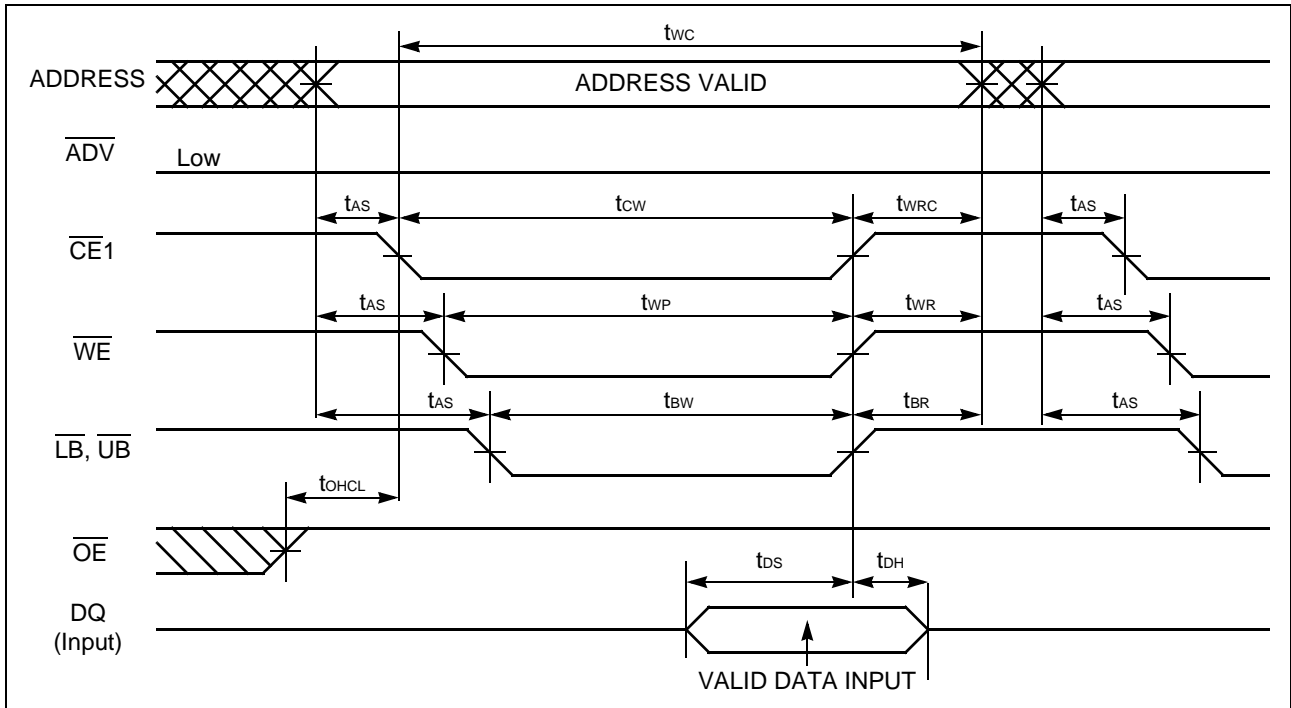 tWC
ADDRESS ADDRESS VALID
ADV Low
tAS tCW tWRC tAS
CE1
tAS tWP tWR tAS
WE
tAS tBW tBR tAS
LB, UB
tOHCL
OE
tDS tDH
DQ
(Input)
VALID DATA INPUT